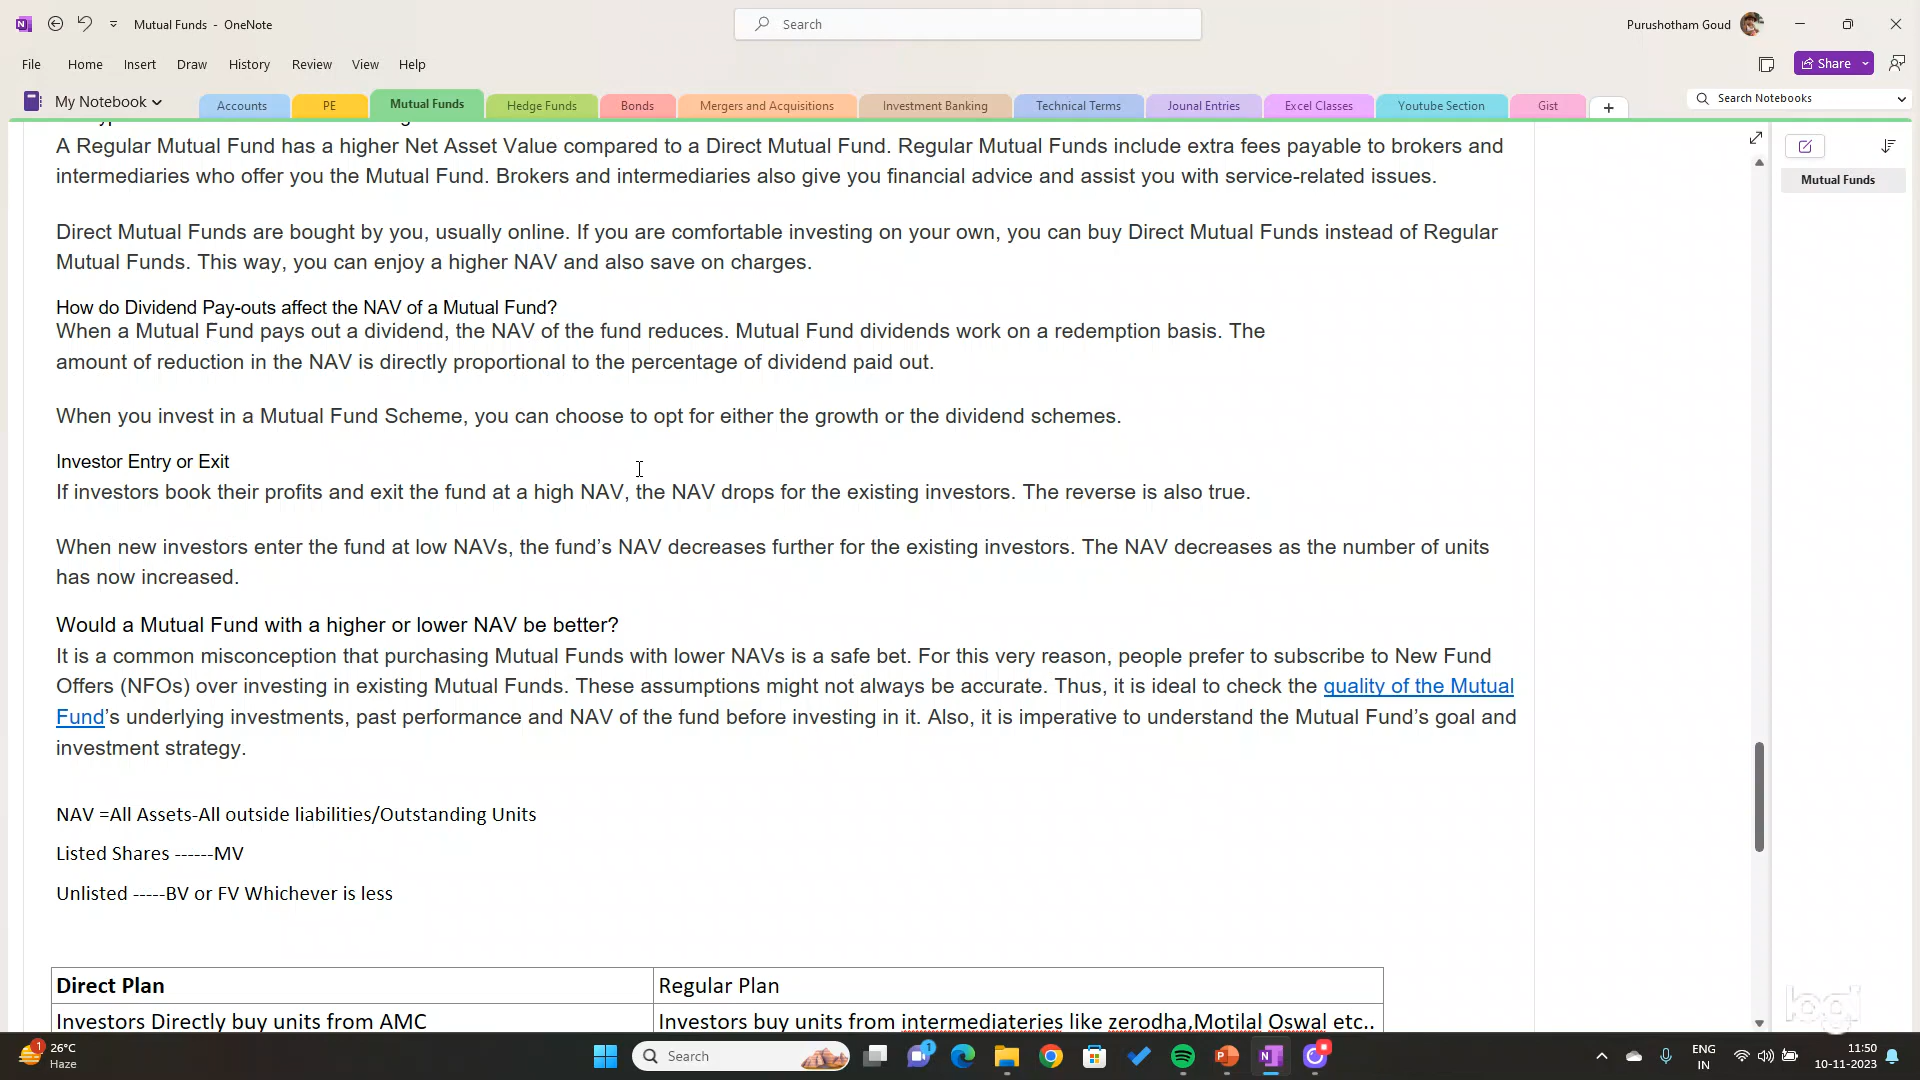 Mutual Funds - OneNote
Search
Purushotham Goud
File Home Insert Draw History Review View Help
Share
My Notebook
Accounts PE Mutual Funds Hedge Funds Bonds Mergers and Acquisitions Investment Banking Technical Terms Jounal Entries Excel Classes Youtube Section Gist
Search Notebooks
Mutual Funds
A Regular Mutual Fund has a higher Net Asset Value compared to a Direct Mutual Fund. Regular Mutual Funds include extra fees payable to brokers and
intermediaries who offer you the Mutual Fund. Brokers and intermediaries also give you financial advice and assist you with service-related issues.
Direct Mutual Funds are bought by you, usually online. If you are comfortable investing on your own, you can buy Direct Mutual Funds instead of Regular
Mutual Funds. This way, you can enjoy a higher NAV and also save on charges.
How do Dividend Pay-outs affect the NAV of a Mutual Fund?
When a Mutual Fund pays out a dividend, the NAV of the fund reduces. Mutual Fund dividends work on a redemption basis. The
amount of reduction in the NAV is directly proportional to the percentage of dividend paid out.
When you invest in a Mutual Fund Scheme, you can choose to opt for either the growth or the dividend schemes.
Investor Entry or Exit
If investors book their profits and exit the fund at a high NAV, the NAV drops for the existing investors. The reverse is also true.
When new investors enter the fund at low NAVs, the fund's NAV decreases further for the existing investors. The NAV decreases as the number of units
has now increased.
Would a Mutual Fund with a higher or lower NAV be better?
It is a common misconception that purchasing Mutual Funds with lower NAVs is a safe bet. For this very reason, people prefer to subscribe to New Fund
Offers (NFOs) over investing in existing Mutual Funds. These assumptions might not always be accurate. Thus, it is ideal to check the quality of the Mutual
Fund's underlying investments, past performance and NAV of the fund before investing in it. Also, it is imperative to understand the Mutual Fund's goal and
investment strategy.
NAV =All Assets-All outside liabilities/Outstanding Units
Listed Shares ------MV
Unlisted -----BV or FV Whichever is less
Direct Plan Regular Plan
Investors Directly buy units from AMC Investors buy units from intermediateries like zerodha,Motilal Oswal etc..
logi
1
26°C
Haze
Search
1
ENG
IN
11:50
10-11-2023